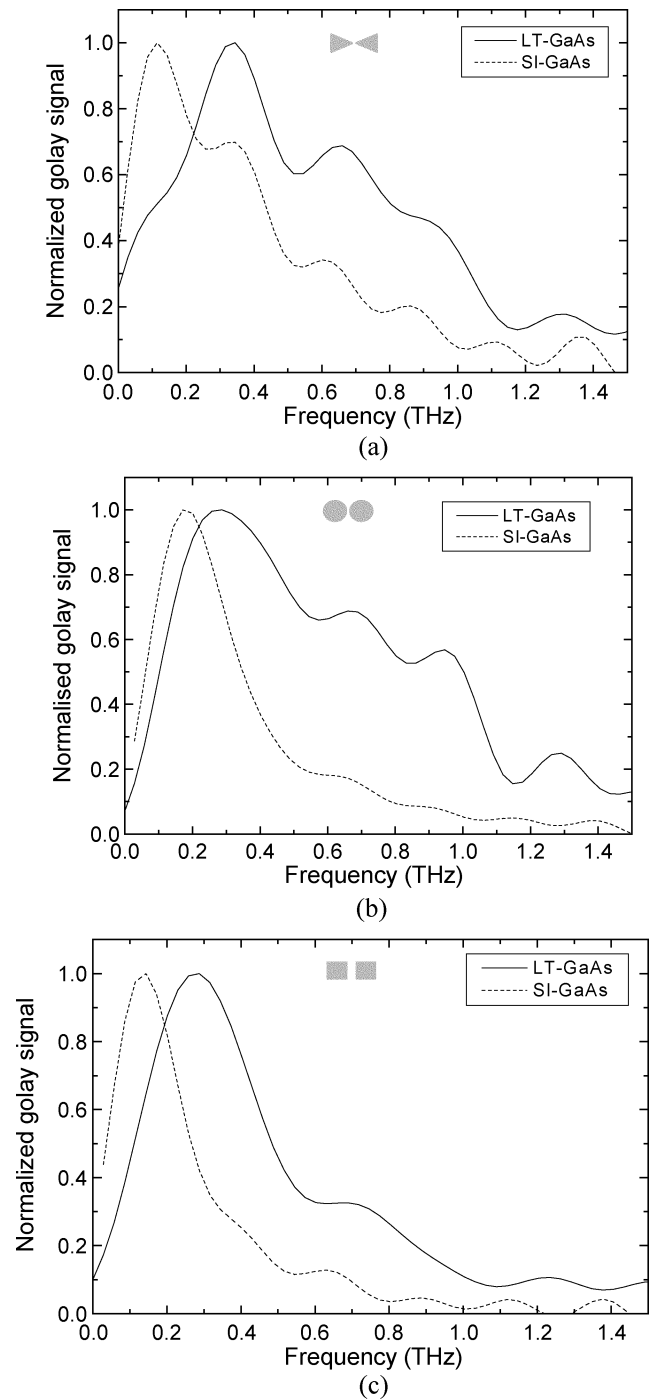 Normalized golay signal
LT-GaAs
SI-GaAs
1.0
0.8
0.6
0.4
0.2
0.0
0.0 0.2 0.4 0.6 0.8 1.0 1.2 1.4
Frequency (THz)
(a)
Normalised golay signal
LT-GaAs
SI-GaAs
1.0
0.8
0.6
0.4
0.2
0.0
0.0 0.2 0.4 0.6 0.8 1.0 1.2 1.4
Frequency (THz)
(b)
Normalized golay signal
LT-GaAs
SI-GaAs
1.0
0.8
0.6
0.4
0.2
0.0
0.0 0.2 0.4 0.6 0.8 1.0 1.2 1.4
Frequency (THz)
(c)